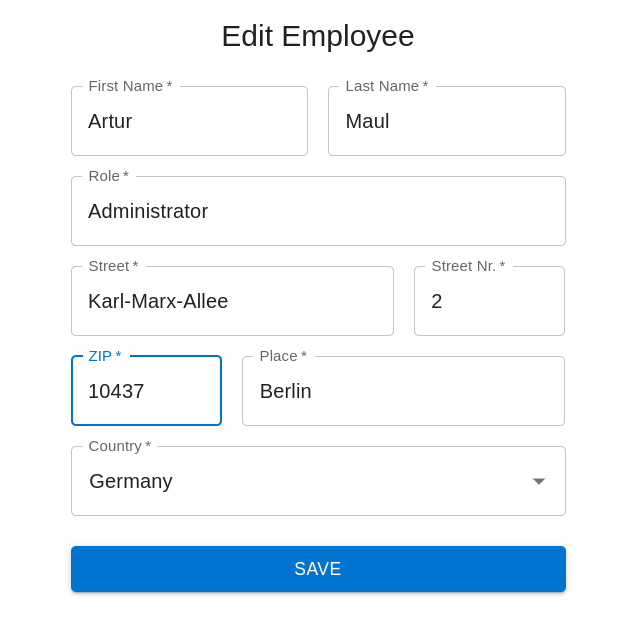 Edit Employee
First Name *
Last Name *
Artur
Maul
Role *
Administrator
Street *
Street Nr. *
Karl-Marx-Allee
2
ZIP *
Place *
10437
Berlin
Country *
Germany
SAVE